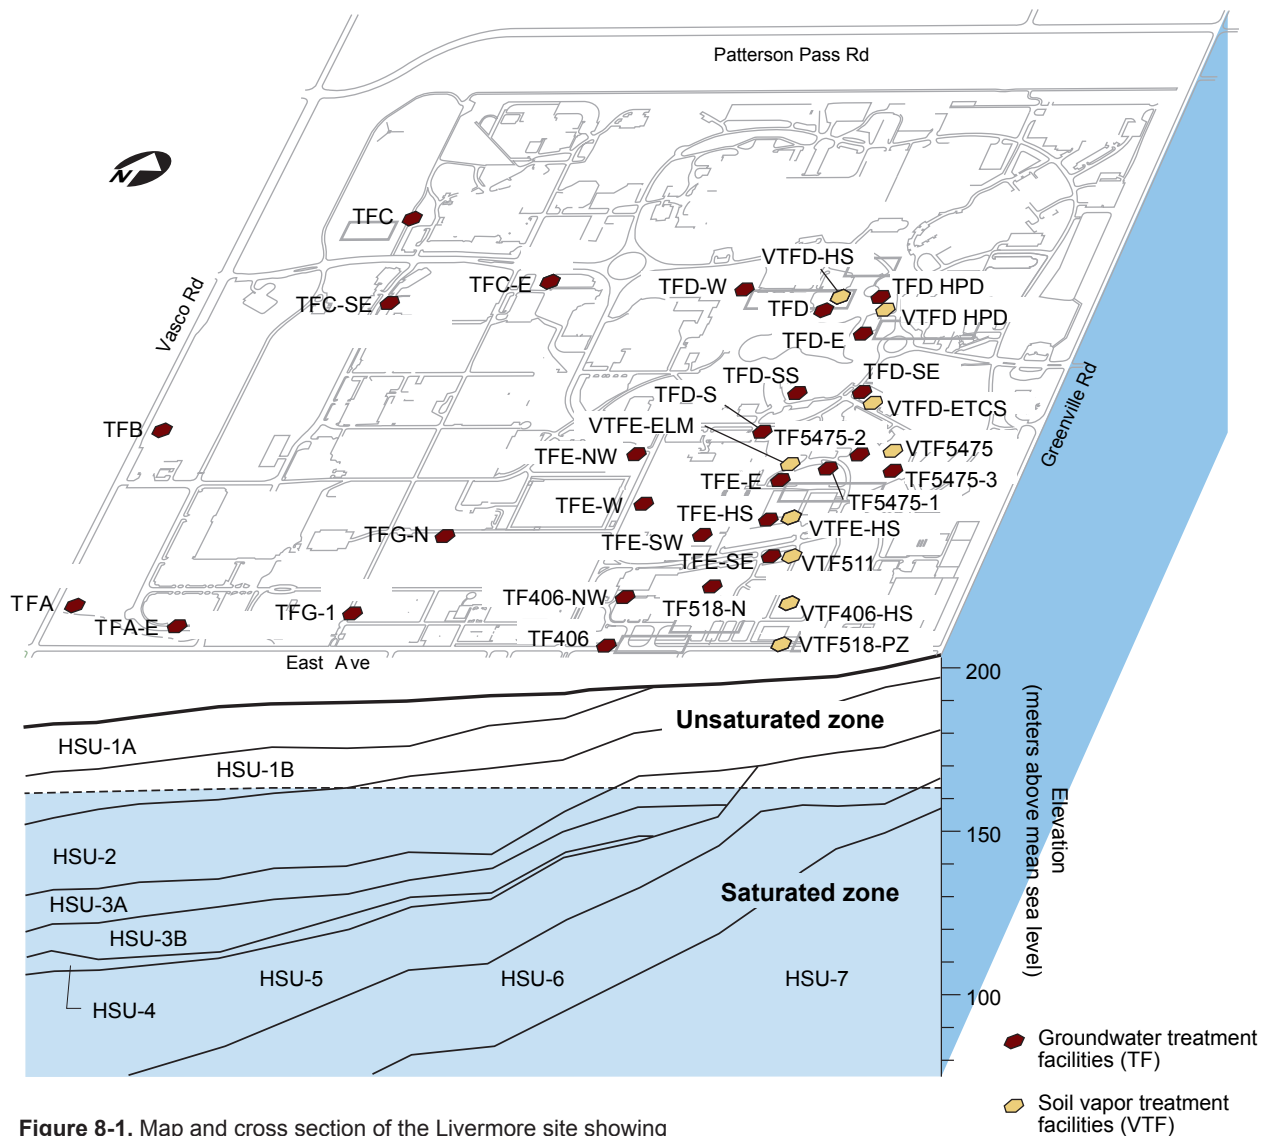 Patterson Pass Rd
N
TFC
VTFD-HS
TFC-E
TFD-W
TFD HPD
TFC-SE
TFD
VTFD HPD
Vasco Rd
TFD-E
TFD-SS
TFD-SE
TFD-S
VTFD-ETCS
Greenville Rd
TFB
VTFE-ELM
TF5475-2
TFE-NW
VTF5475
TFE-E
TF5475-3
TFE-W
TF5475-1
TFE-HS
VTFE-HS
TFG-N
TFE-SW
TFE-SE
VTF511
TFA
TF406-NW
TF518-N
VTF406-HS
TFA-E
TFG-1
TF406
VTF518-PZ
East Ave
200
Unsaturated zone
HSU-1A
HSU-1B
150
Elevation
(meters above mean sea level)
HSU-2
Saturated zone
HSU-3A
HSU-3B
HSU-5
HSU-6
HSU-7
HSU-4
100
Groundwater treatment
facilities (TF)
Soil vapor treatment
facilities (VTF)
Figure 8-1. Map and cross section of the Livermore site showing